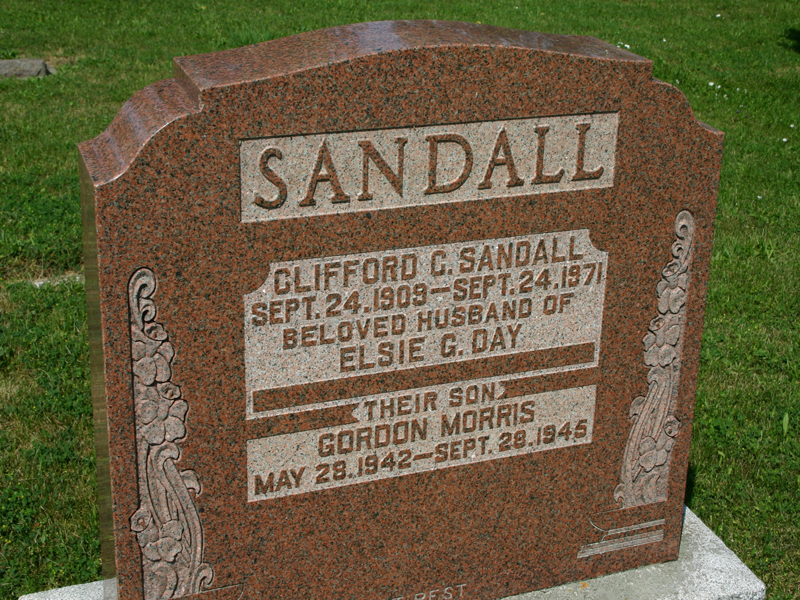 SANDALL
CLIFFORD C. SANDALL
SEPT. 24, 1909 — SEPT. 24, 1971
BELOVED HUSBAND OF
ELSIE G. DAY
THEIR SON
GORDON MORRIS
MAY 28, 1942 — SEPT. 28, 1945
REST